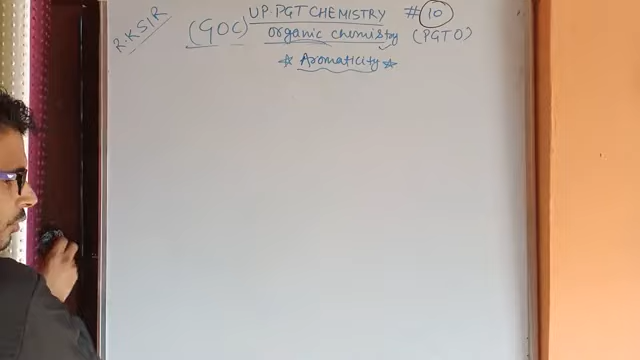 R.K SIR
UP PGT CHEMISTRY #10
(GOC) organic chemistry (PGTO)
☆ Aromaticity ☆